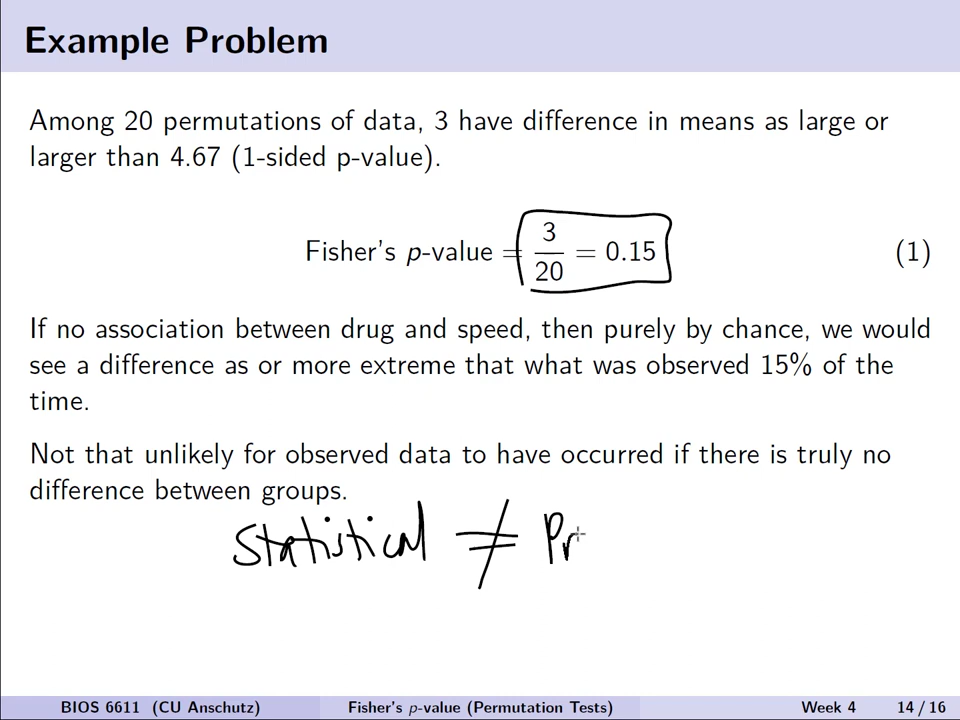 Example Problem
Among 20 permutations of data, 3 have difference in means as large or
larger than 4.67 (1-sided p-value).
Fisher's p-value = 3/20 = 0.15 (1)
If no association between drug and speed, then purely by chance, we would
see a difference as or more extreme that what was observed 15% of the
time.
Not that unlikely for observed data to have occurred if there is truly no
difference between groups.
Statistical ≠ Pr
BIOS 6611 (CU Anschutz) Fisher's p-value (Permutation Tests) Week 4 14 / 16